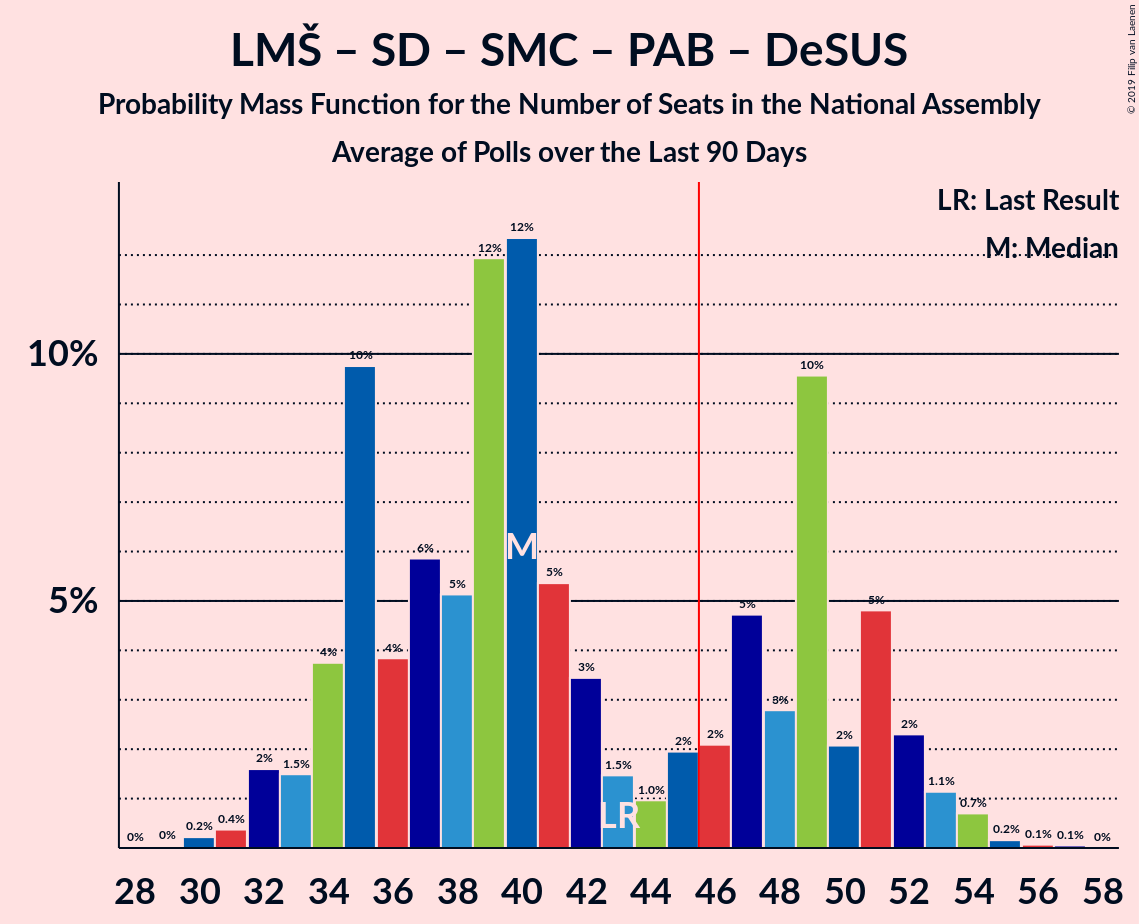 LMŠ – SD – SMC – PAB – DeSUS
Probability Mass Function for the Number of Seats in the National Assembly
Average of Polls over the Last 90 Days
© 2019 Filip van Laenen
LR: Last Result
M: Median
10%
5%
0% 0% 0.2% 0.4% 2% 1.5% 4% 10% 4% 6% 5% 12% 12% 5% 3% 1.5% 1.0% 2% 2% 5% 3% 10% 2% 5% 2% 1.1% 0.7% 0.2% 0.1% 0.1% 0%
M
LR
28 30 32 34 36 38 40 42 44 46 48 50 52 54 56 58